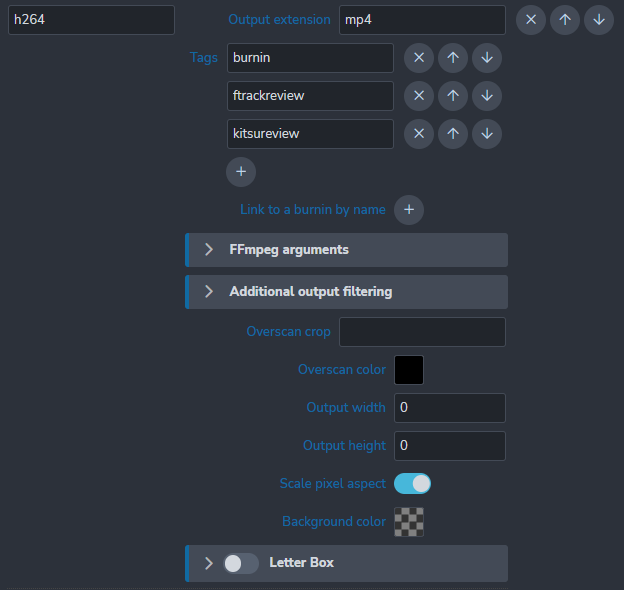 h264 Output extension mp4
Tags burnin
ftrackreview
kitsureview
Link to a burnin by name
FFmpeg arguments
Additional output filtering
Overscan crop
Overscan color
Output width 0
Output height 0
Scale pixel aspect
Background color
Letter Box